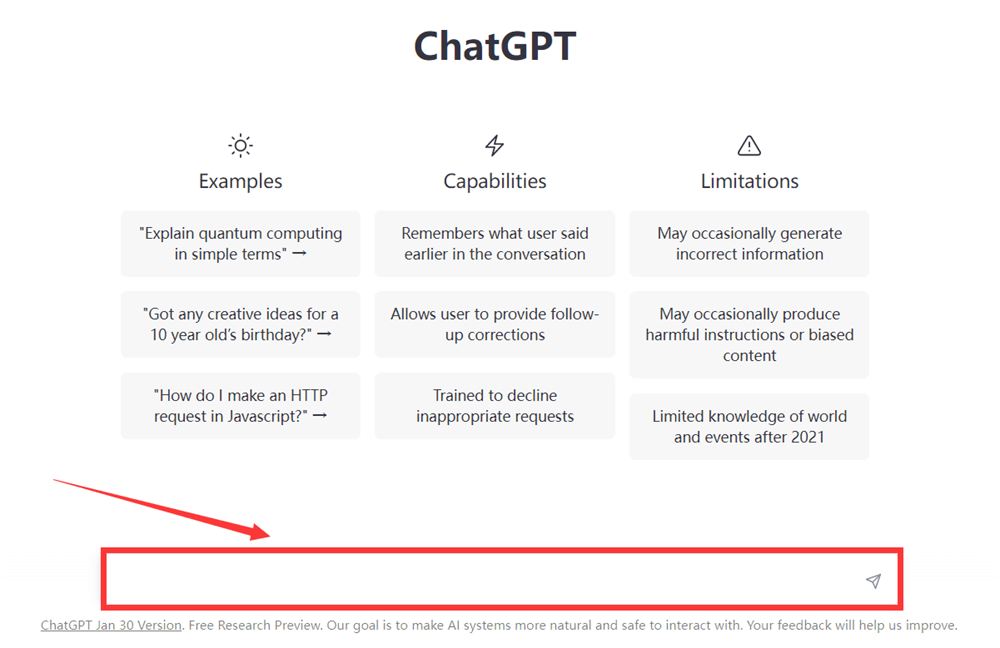 ChatGPT
Examples
"Explain quantum computing
in simple terms" →
"Got any creative ideas for a
10 year old’s birthday?" →
"How do I make an HTTP
request in Javascript?" →
Capabilities
Remembers what user said
earlier in the conversation
Allows user to provide follow-
up corrections
Trained to decline
inappropriate requests
Limitations
May occasionally generate
incorrect information
May occasionally produce
harmful instructions or biased
content
Limited knowledge of world
and events after 2021
ChatGPT Jan 30 Version. Free Research Preview. Our goal is to make AI systems more natural and safe to interact with. Your feedback will help us improve.